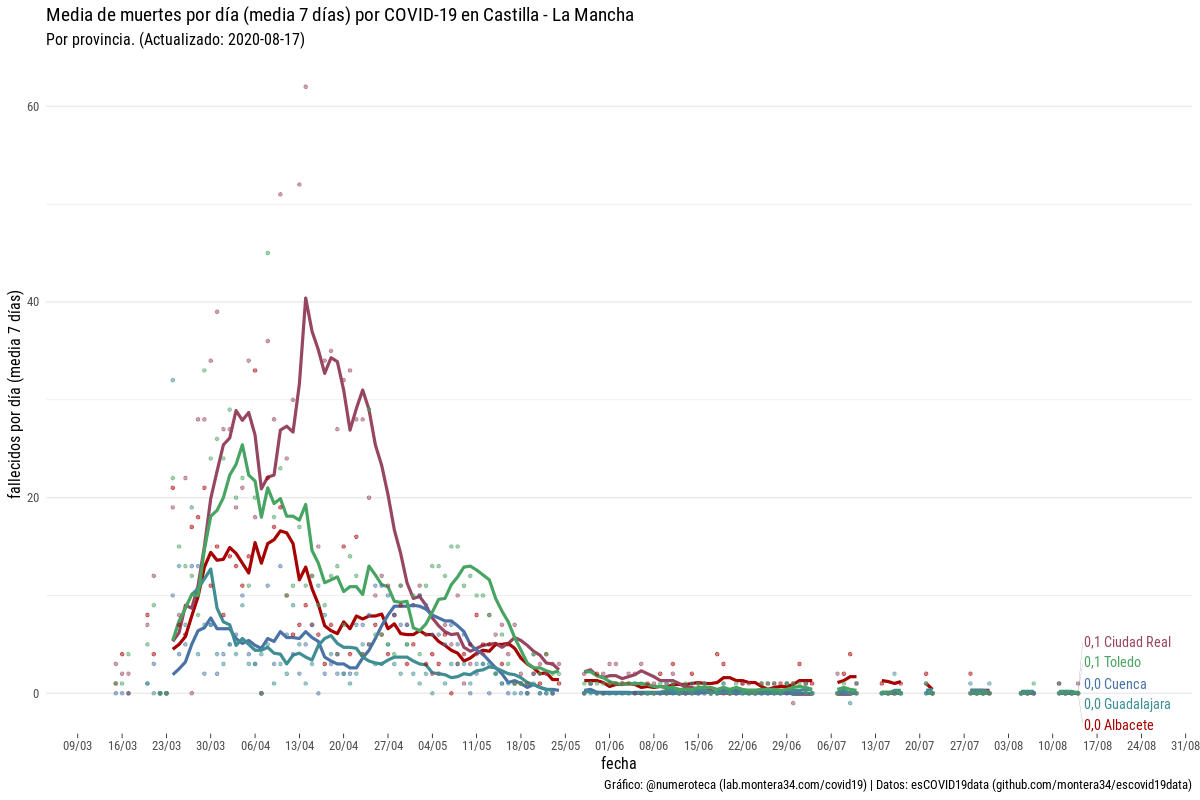 Media de muertes por día (media 7 días) por COVID-19 en Castilla - La Mancha
Por provincia. (Actualizado: 2020-08-17)
fallecidos por día (media 7 días)
60
40
20
0
0,1 Ciudad Real
0,1 Toledo
0,0 Cuenca
0,0 Guadalajara
0,0 Albacete
09/03 16/03 23/03 30/03 06/04 13/04 20/04 27/04 04/05 11/05 18/05 25/05 01/06 08/06 15/06 22/06 29/06 06/07 13/07 20/07 27/07 03/08 10/08 17/08 24/08 31/08
fecha
Gráfico: @numeroteca (lab.montera34.com/covid19) | Datos: esCOVID19data (github.com/montera34/escovid19data)